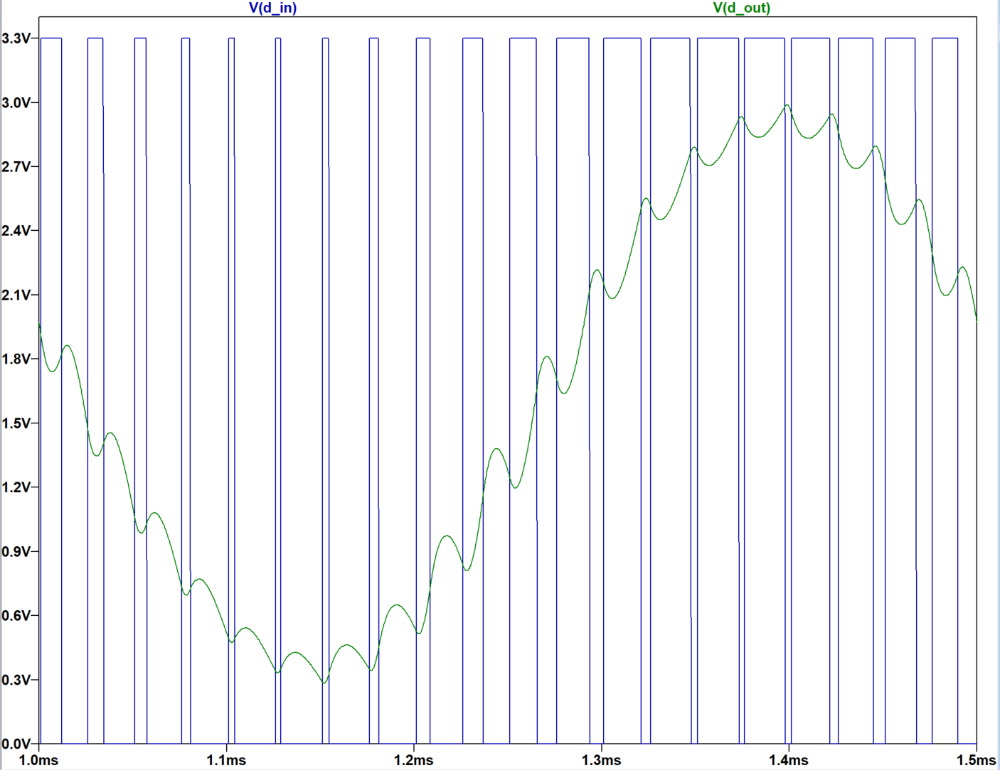 V(d_in) V(d_out)
3.3V
3.0V
2.7V
2.4V
2.1V
1.8V
1.5V
1.2V
0.9V
0.6V
0.3V
0.0V
1.0ms 1.1ms 1.2ms 1.3ms 1.4ms 1.5ms